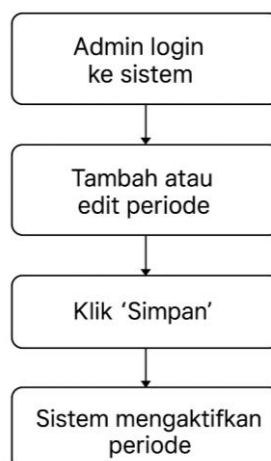 Admin login
ke sistem
Tambah atau
edit periode
Klik ‘Simpan’
Sistem mengaktifkan
periode